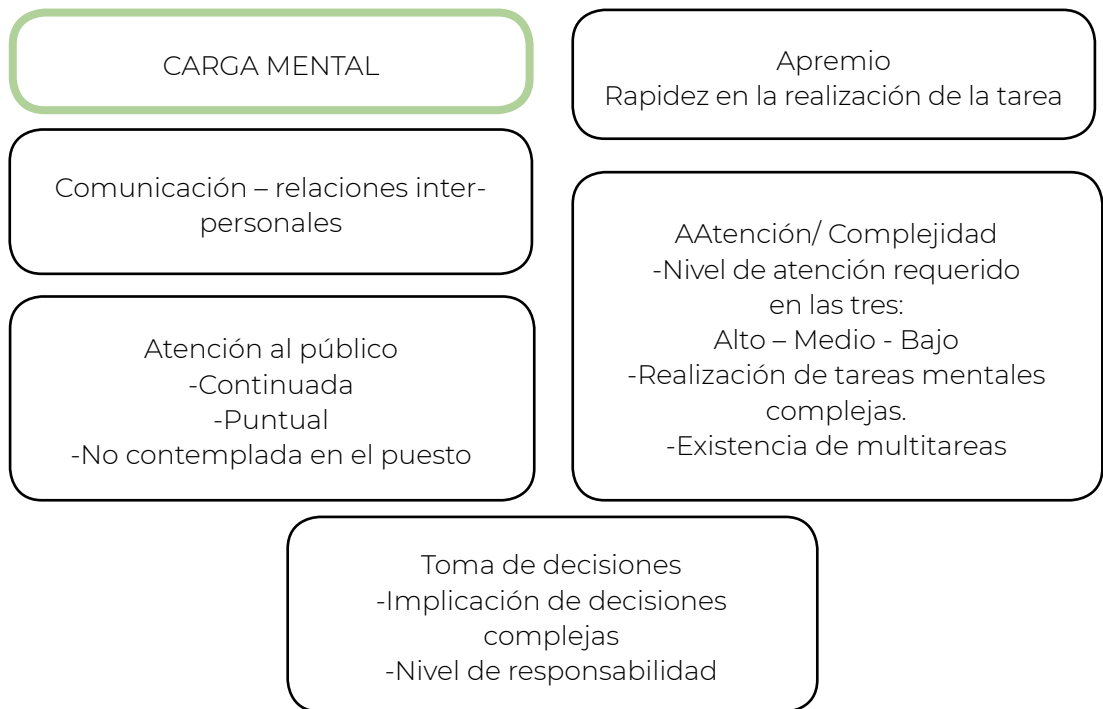 CARGA MENTAL
Apremio
Rapidez en la realización de la tarea
Comunicación – relaciones inter-
personales
AAtención/ Complejidad
-Nivel de atención requerido
en las tres:
Alto – Medio - Bajo
-Realización de tareas mentales
complejas.
-Existencia de multitareas
Atención al público
-Continuada
-Puntual
-No contemplada en el puesto
Toma de decisiones
-Implicación de decisiones
complejas
-Nivel de responsabilidad